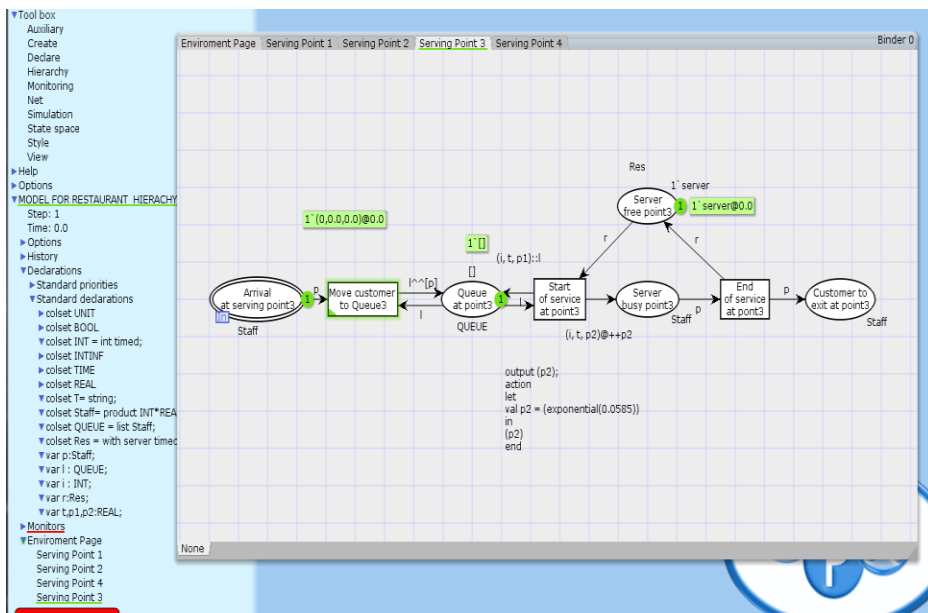 Tool box
Auxiliary
Create
Declare
Hierarchy
Monitoring
Net
Simulation
State space
Style
View
Help
Options
MODEL FOR RESTAURANT HIERACHY
Step: 1
Time: 0.0
Options
History
Declarations
Standard priorities
Standard declarations
colset UNIT
colset BOOL
colset INT = int timed;
colset INTINF
colset TIME
colset REAL
colset T= string;
colset Staff= product INT*REA
colset QUEUE = list Staff;
colset Res = with server timed
var p:Staff;
var l : QUEUE;
var i : INT;
var r:Res;
var t,p1,p2:REAL;
Monitors
Enviroment Page
Serving Point 1
Serving Point 2
Serving Point 4
Serving Point 3
Enviroment Page Serving Point 1 Serving Point 2 Serving Point 3 Serving Point 4
Binder 0
Res
1`server
Server
free point3
1
1`server@0.0
1`(0,0.0,0.0)@0.0
1`[]
[]
(i, t, p1)::l
r
r
Arrival
at serving point3
In
Staff
1
p
Move customer
to Queue3
l^^[p]
l
Queue
at point3
1
QUEUE
l
Start
of service
at point3
(i, t, p2)@++p2
Server
busy point3
Staff
p
End
of service
at pont3
p
Customer to
exit at point3
Staff
output (p2);
action
let
val p2 = (exponential(0.0585))
in
(p2)
end
None
P